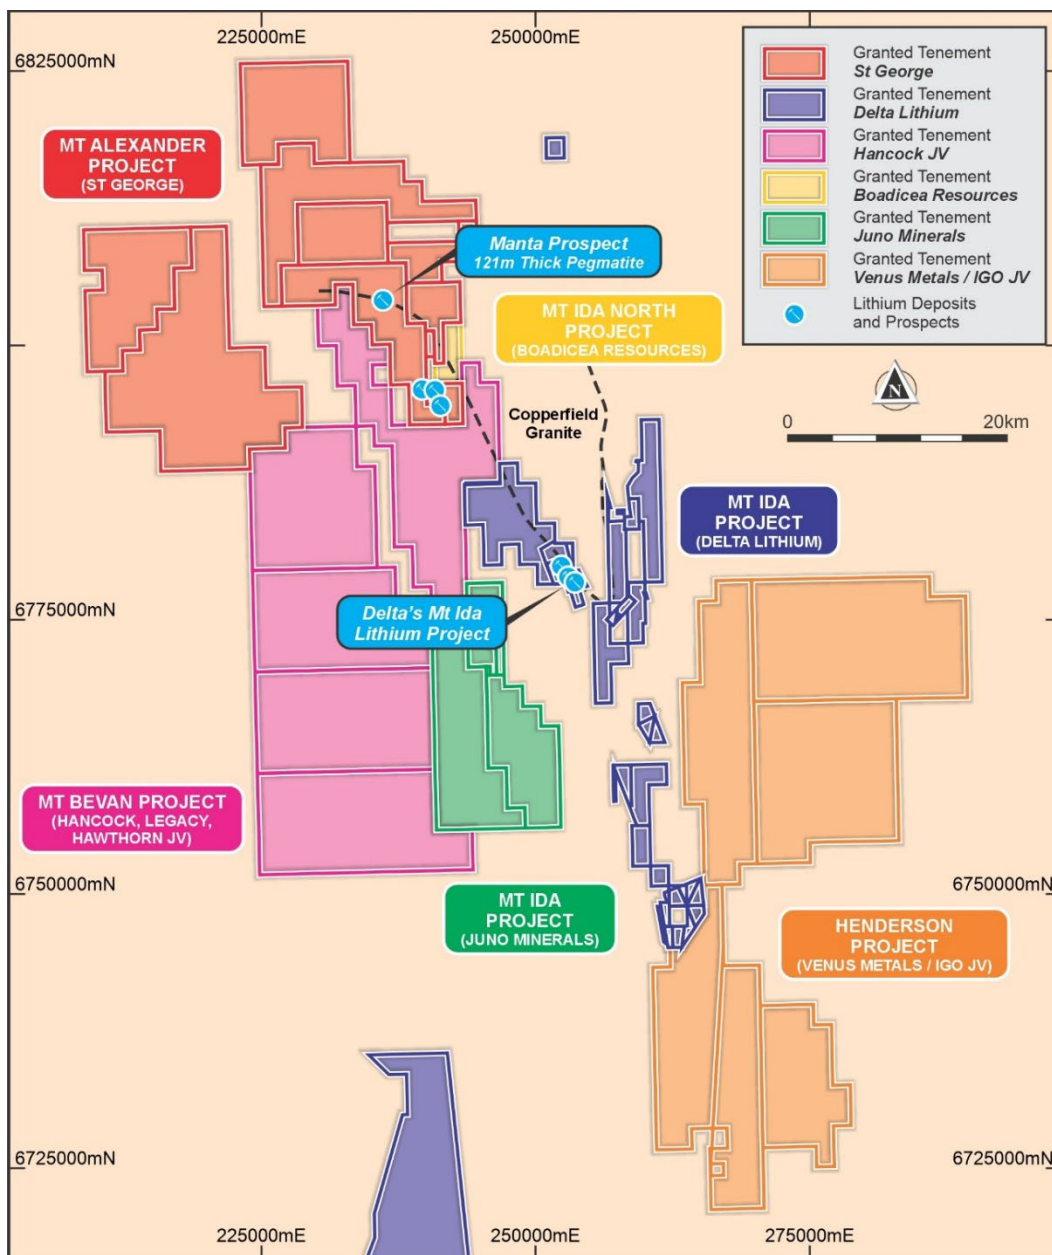 225000mE
250000mE
6825000mN
Granted Tenement
St George
Granted Tenement
Delta Lithium
Granted Tenement
Hancock JV
Granted Tenement
Boadicea Resources
Granted Tenement
Juno Minerals
Granted Tenement
Venus Metals / IGO JV
Lithium Deposits
and Prospects
MT ALEXANDER
PROJECT
(ST GEORGE)
Manta Prospect
121m Thick Pegmatite
MT IDA NORTH
PROJECT
(BOADICEA RESOURCES)
N
0
20km
Copperfield
Granite
MT IDA
PROJECT
(DELTA LITHIUM)
6775000mN
Delta's Mt Ida
Lithium Project
MT BEVAN PROJECT
(HANCOCK, LEGACY,
HAWTHORN JV)
6750000mN
6750000mN
MT IDA
PROJECT
(JUNO MINERALS)
HENDERSON
PROJECT
(VENUS METALS / IGO JV)
6725000mN
6725000mN
225000mE
250000mE
275000mE